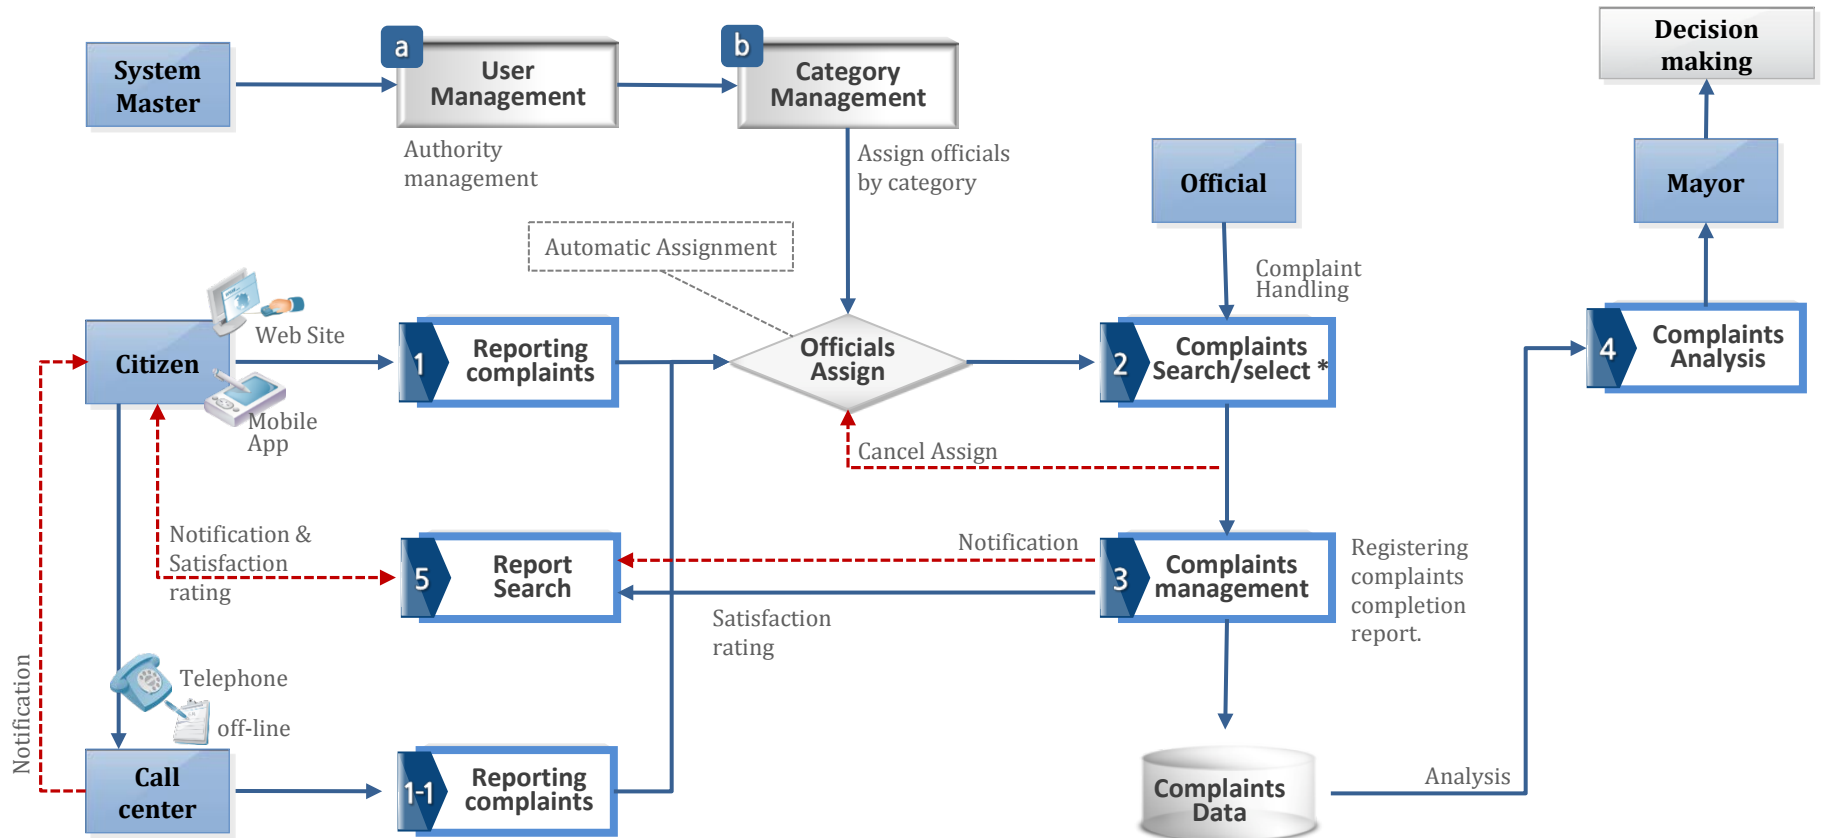 System
Master
a
User
Management
Authority
management
b
Category
Management
Assign officials
by category
Decision
making
Official
Mayor
Automatic Assignment
Complaint
Handling
Web Site
Citizen
Mobile
App
1
Reporting
complaints
Officials
Assign
2
Complaints
Search/select *
4
Complaints
Analysis
Cancel Assign
Notification &
Satisfaction
rating
5
Report
Search
Notification
Satisfaction
rating
3
Complaints
management
Registering
complaints
completion
report.
Notification
Telephone
off-line
Call
center
1-1
Reporting
complaints
Complaints
Data
Analysis